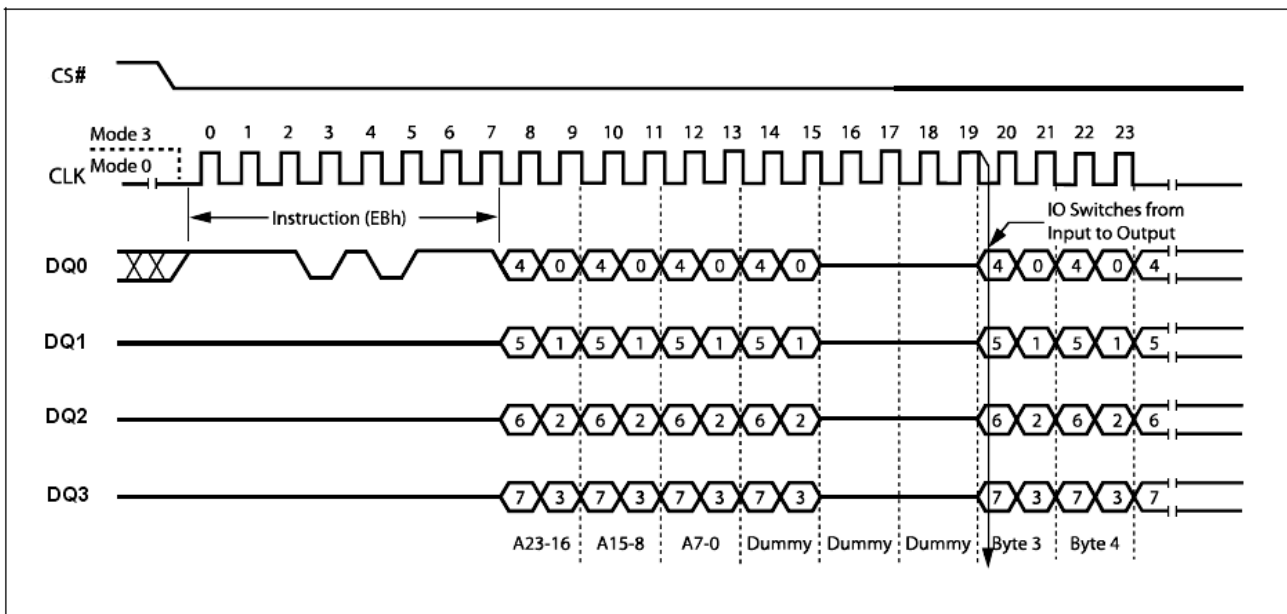 CS#
Mode 3
0 1 2 3 4 5 6 7 8 9 10 11 12 13 14 15 16 17 18 19 20 21 22 23
CLK Mode 0
Instruction (EBh)
IO Switches from
Input to Output
DQ0 4 0 4 0 4 0 4 0 4 0 4 0 4
DQ1 5 1 5 1 5 1 5 1 5 1 5 1 5
DQ2 6 2 6 2 6 2 6 2 6 2 6 2 6
DQ3 7 3 7 3 7 3 7 3 7 3 7 3 7
A23-16 A15-8 A7-0 Dummy Dummy Dummy Byte 3 Byte 4